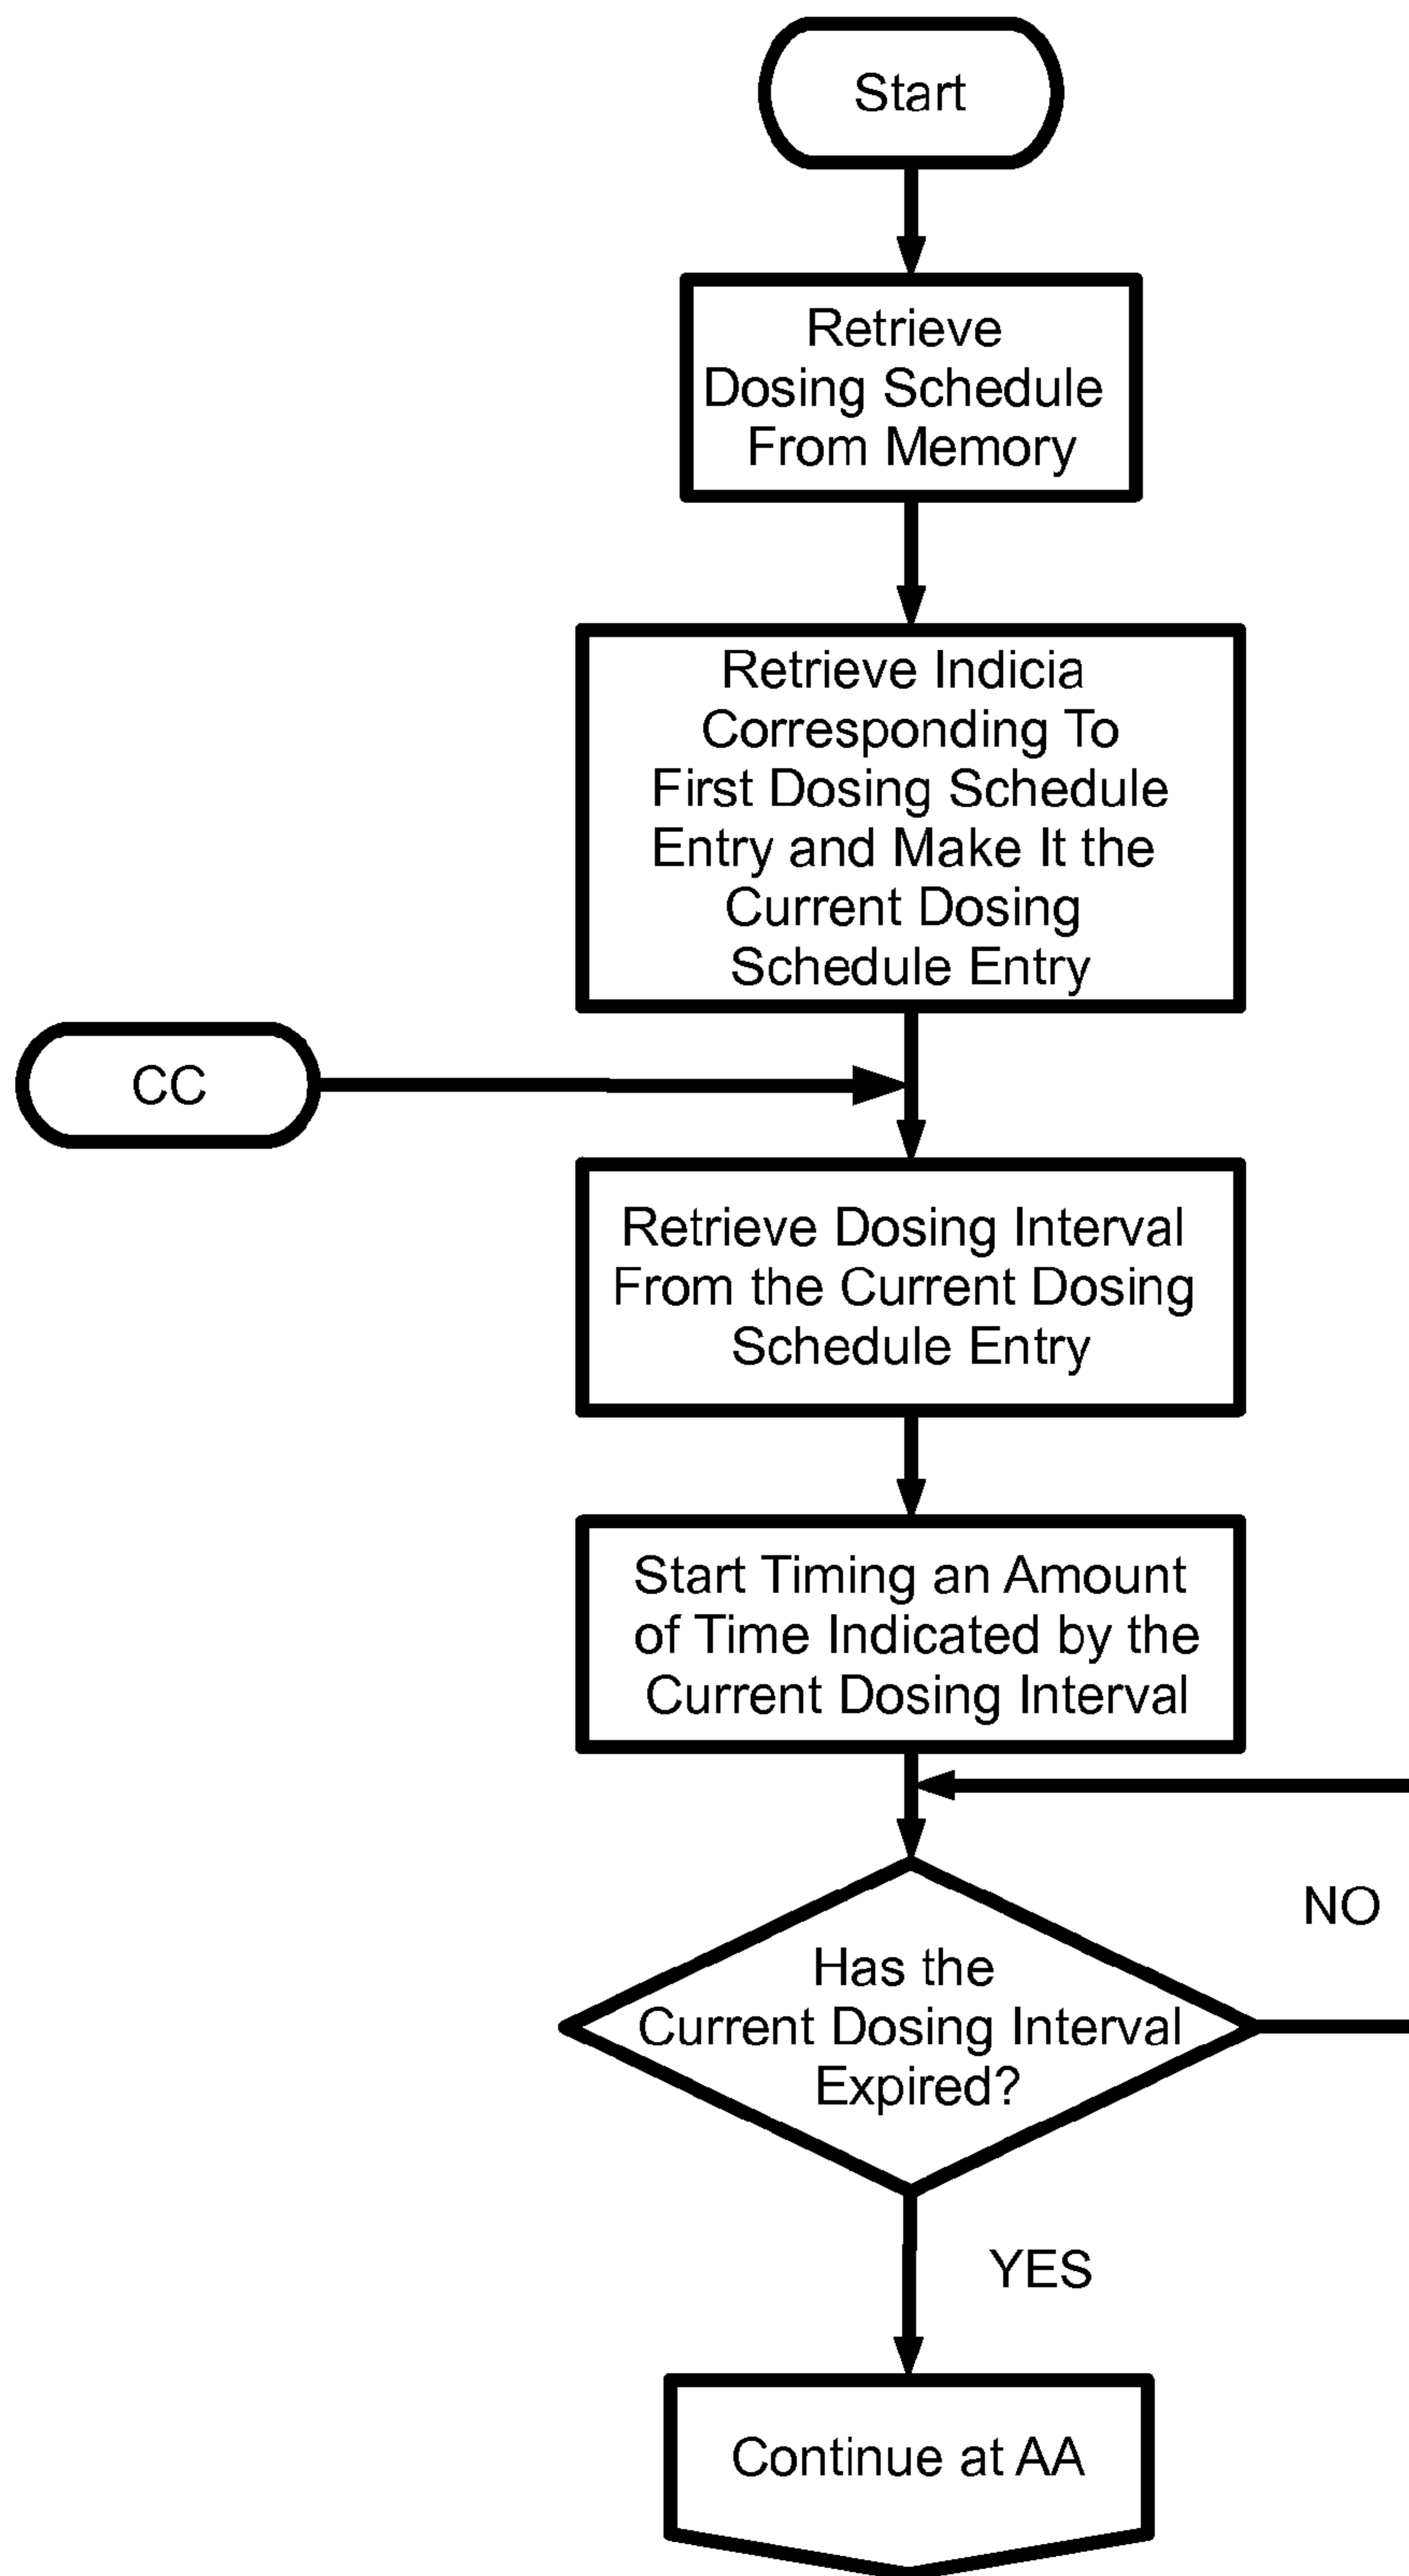 Start
Retrieve
Dosing Schedule
From Memory
Retrieve Indicia
Corresponding To
First Dosing Schedule
Entry and Make It the
Current Dosing
Schedule Entry
CC
Retrieve Dosing Interval
From the Current Dosing
Schedule Entry
Start Timing an Amount
of Time Indicated by the
Current Dosing Interval
NO
Has the
Current Dosing Interval
Expired?
YES
Continue at AA